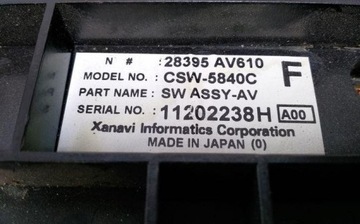 N # : 28395 AV610
MODEL NO. : CSW-5840C
PART NAME : SW ASSY-AV
SERIAL NO. : 11202238H A00
F
Xanavi Informatics Corporation
MADE IN JAPAN (0)